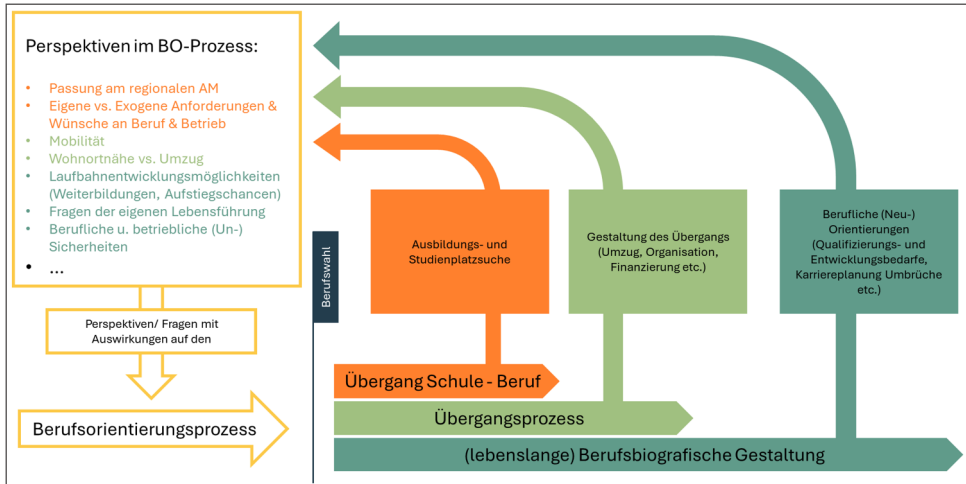 Perspektiven im BO-Prozess:
• Passung am regionalen AM
• Eigene vs. Exogene Anforderungen &
Wünsche an Beruf & Betrieb
• Mobilität
• Wohnortnähe vs. Umzug
• Laufbahnentwicklungsmöglichkeiten
(Weiterbildungen, Aufstiegschancen)
• Fragen der eigenen Lebensführung
• Berufliche u. betriebliche (Un-)
Sicherheiten
• ...
Perspektiven/ Fragen mit
Auswirkungen auf den
Berufsorientierungsprozess
Berufswahl
Ausbildungs- und
Studienplatzsuche
Gestaltung des Übergangs
(Umzug, Organisation,
Finanzierung etc.)
Berufliche (Neu-)
Orientierungen
(Qualifizierungs- und
Entwicklungsbedarfe,
Karriereplanung Umbrüche
etc.)
Übergang Schule - Beruf
Übergangsprozess
(lebenslange) Berufsbiografische Gestaltung